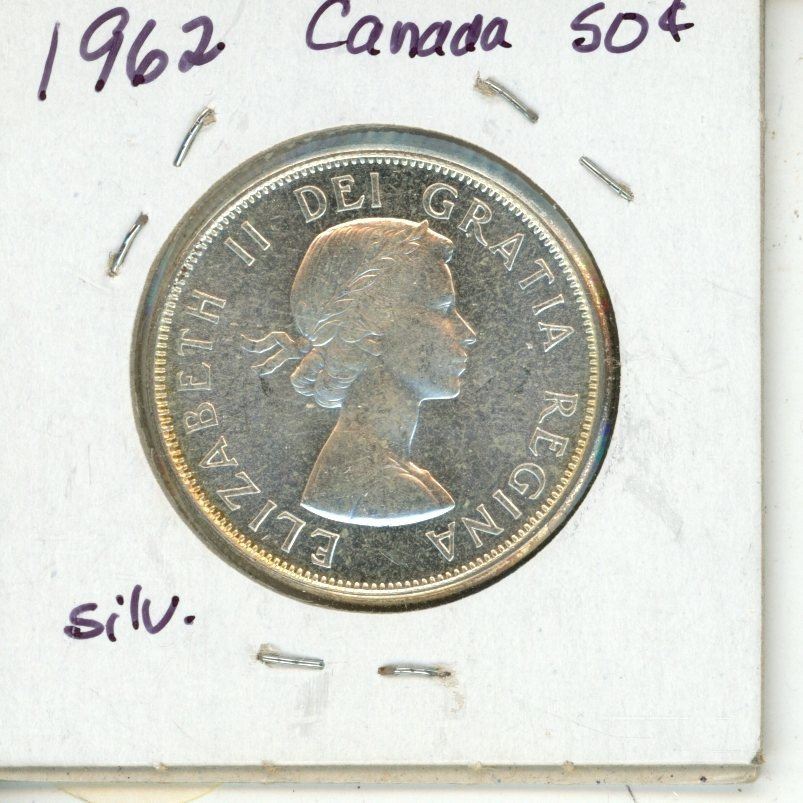 1962 Canada 50¢
ELIZABETH II DEI GRATIA REGINA
silv.